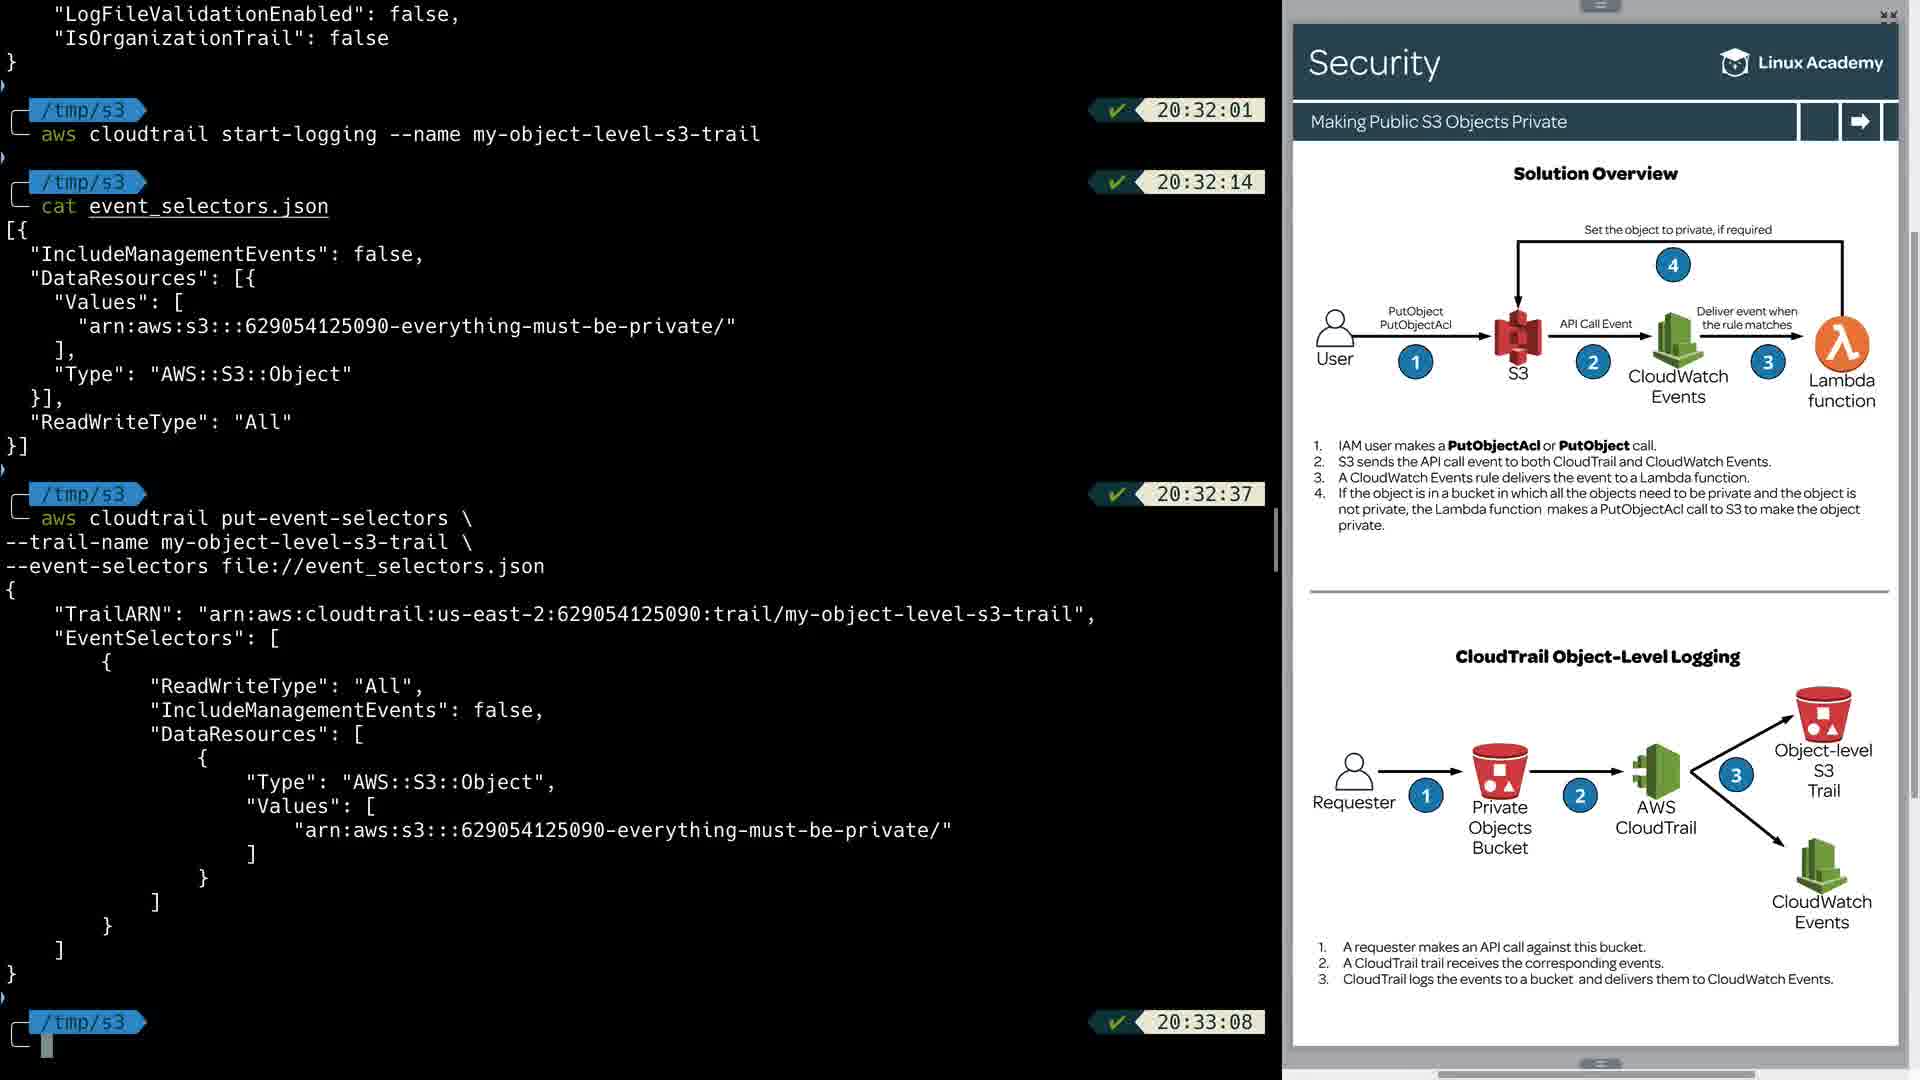 "LogFileValidationEnabled": false,
    "IsOrganizationTrail": false
}
/tmp/s3 ✔ 20:32:01
aws cloudtrail start-logging --name my-object-level-s3-trail
/tmp/s3 ✔ 20:32:14
cat event_selectors.json
[{
  "IncludeManagementEvents": false,
  "DataResources": [{
    "Values": [
      "arn:aws:s3:::629054125090-everything-must-be-private/"
    ],
    "Type": "AWS::S3::Object"
  }],
  "ReadWriteType": "All"
}]
/tmp/s3 ✔ 20:32:37
aws cloudtrail put-event-selectors \
--trail-name my-object-level-s3-trail \
--event-selectors file://event_selectors.json
{
    "TrailARN": "arn:aws:cloudtrail:us-east-2:629054125090:trail/my-object-level-s3-trail",
    "EventSelectors": [
        {
            "ReadWriteType": "All",
            "IncludeManagementEvents": false,
            "DataResources": [
                {
                    "Type": "AWS::S3::Object",
                    "Values": [
                        "arn:aws:s3:::629054125090-everything-must-be-private/"
                    ]
                }
            ]
        }
    ]
}
/tmp/s3 ✔ 20:33:08
Security
Linux Academy
Making Public S3 Objects Private
Solution Overview
Set the object to private, if required
4
PutObject
PutObjectAcl
API Call Event
Deliver event when
the rule matches
1
2
3
User
S3
CloudWatch
Events
Lambda
function
1. IAM user makes a PutObjectAcl or PutObject call.
2. S3 sends the API call event to both CloudTrail and CloudWatch Events.
3. A CloudWatch Events rule delivers the event to a Lambda function.
4. If the object is in a bucket in which all the objects need to be private and the object is
not private, the Lambda function makes a PutObjectAcl call to S3 to make the object
private.
CloudTrail Object-Level Logging
Requester
1
Private
Objects
Bucket
2
AWS
CloudTrail
3
Object-level
S3
Trail
CloudWatch
Events
1. A requester makes an API call against this bucket.
2. A CloudTrail trail receives the corresponding events.
3. CloudTrail logs the events to a bucket and delivers them to CloudWatch Events.